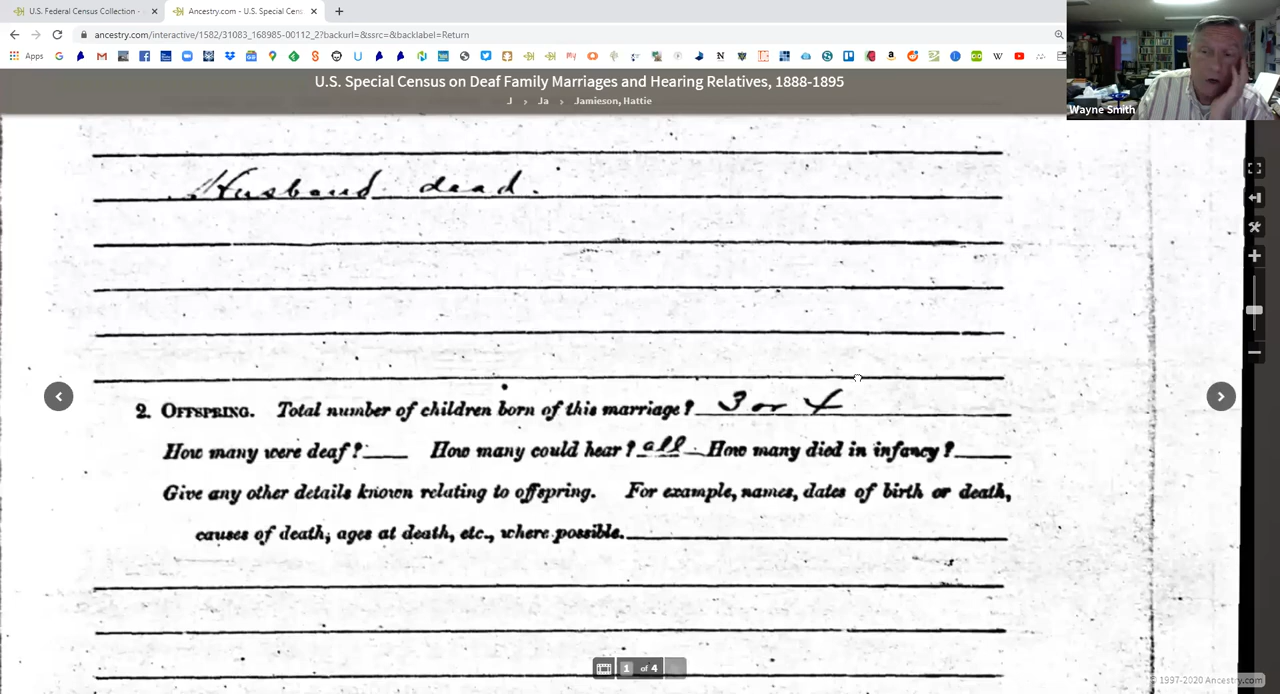 U.S. Federal Census Collection -
Ancestry.com - U.S. Special Cens
ancestry.com/interactive/1582/31083_168985-00112_2?backurl=&ssrc=&backlabel=Return
Apps
U.S. Special Census on Deaf Family Marriages and Hearing Relatives, 1888-1895
J › Ja › Jamieson, Hattie
Wayne Smith
Husband dead.
2. OFFSPRING. Total number of children born of this marriage? 3 or 4
How many were deaf? How many could hear? all How many died in infancy?
Give any other details known relating to offspring. For example, names, dates of birth or death,
causes of death, ages at death, etc., where possible.
1 of 4
© 1997-2020 Ancestry.com